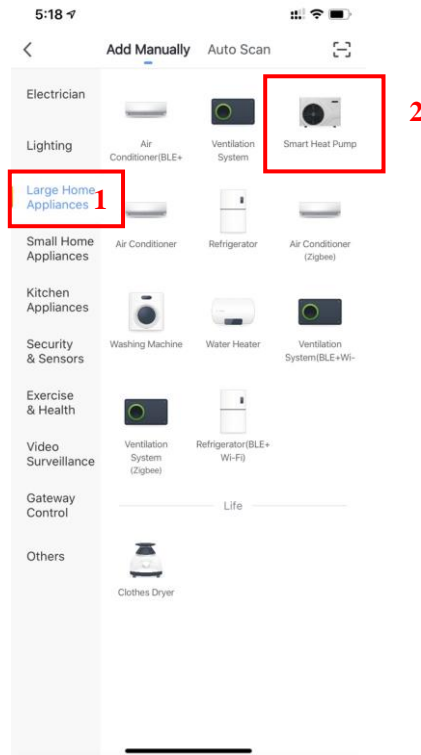 5:18
Add Manually Auto Scan
Electrician
Lighting
Large Home
Appliances
1
Small Home
Appliances
Kitchen
Appliances
Security
& Sensors
Exercise
& Health
Video
Surveillance
Gateway
Control
Others
Air
Conditioner(BLE+
Ventilation
System
Smart Heat Pump
2
Air Conditioner
Refrigerator
Air Conditioner
(Zigbee)
Washing Machine
Water Heater
Ventilation
System(BLE+Wi-
Ventilation
System
(Zigbee)
Refrigerator(BLE+
Wi-Fi)
Life
Clothes Dryer